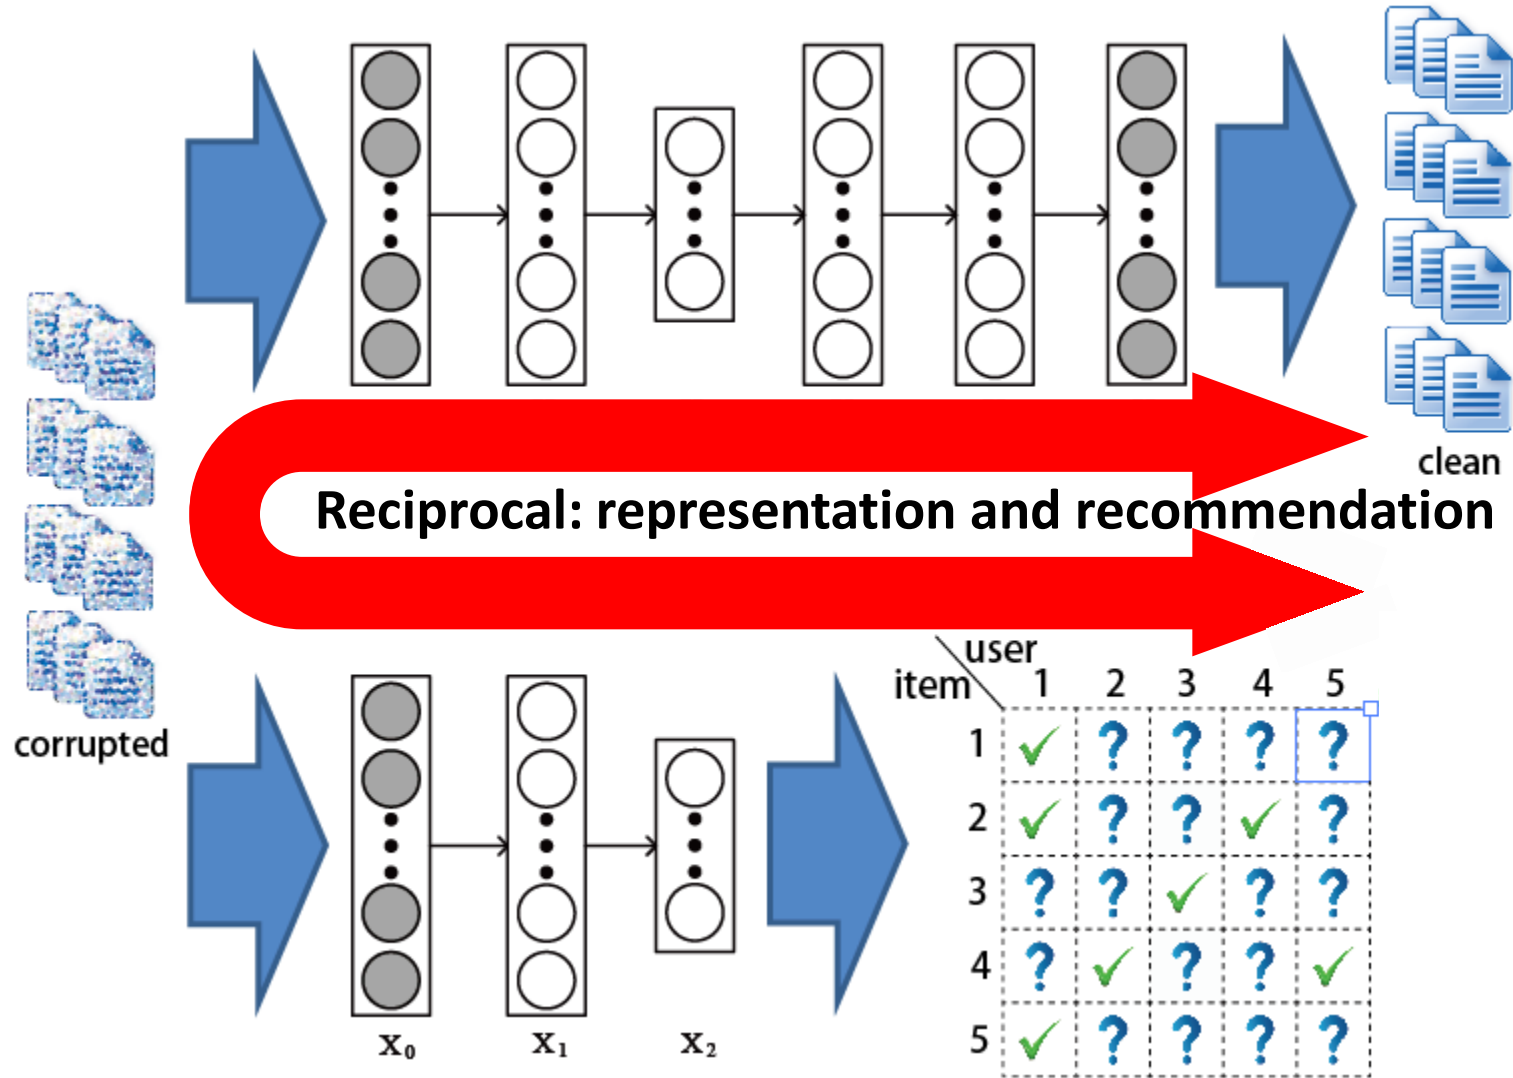 clean
Reciprocal: representation and recommendation
corrupted
user
item
1 2 3 4 5
1
2
3
4
5
X₀ X₁ X₂